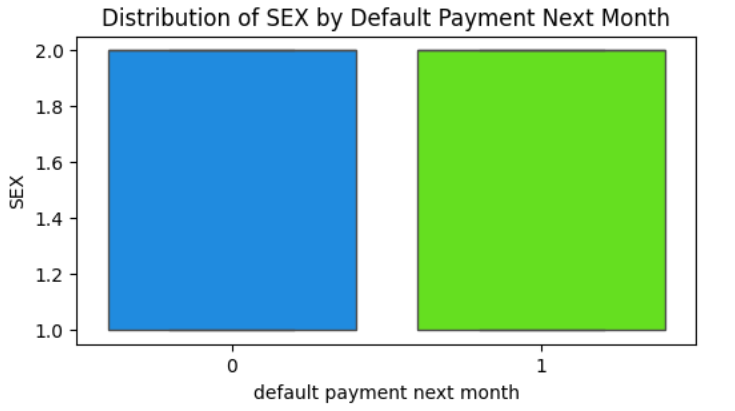 Distribution of SEX by Default Payment Next Month
2.0
1.8
1.6
1.4
1.2
1.0
SEX
0 1
default payment next month